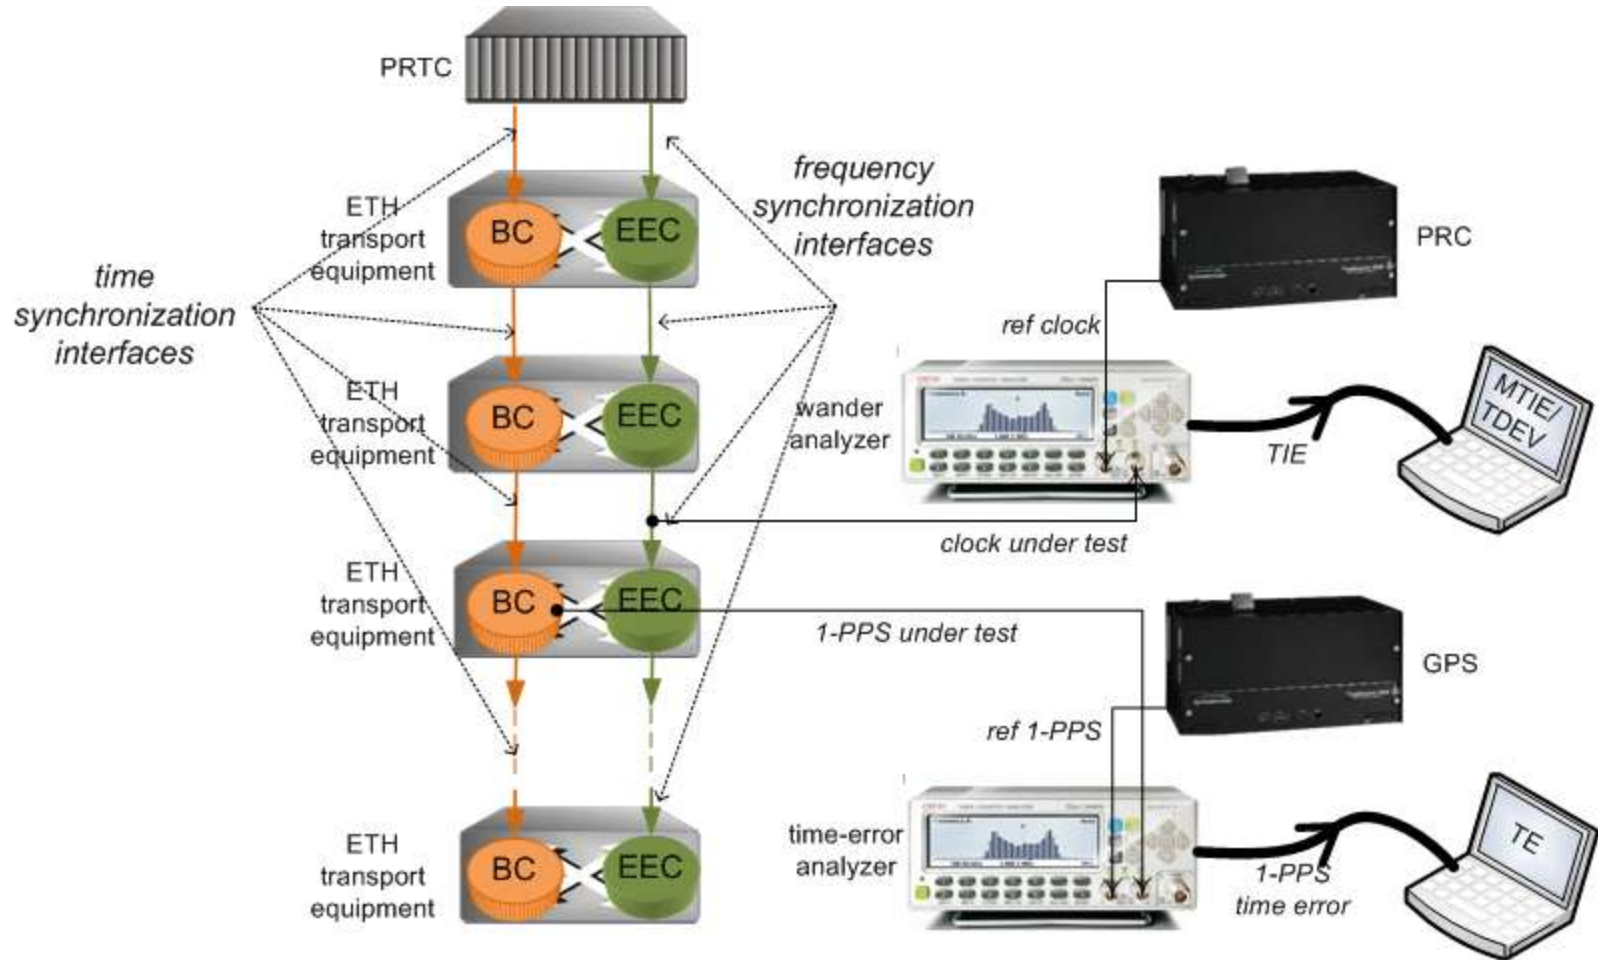 PRTC
ETH
transport
equipment
BC
EEC
frequency
synchronization
interfaces
PRC
time
synchronization
interfaces
ref clock
ETH
transport
equipment
BC
EEC
wander
analyzer
TIE
MTIE/
TDEV
clock under test
ETH
transport
equipment
BC
EEC
1-PPS under test
GPS
ref 1-PPS
ETH
transport
equipment
BC
EEC
time-error
analyzer
1-PPS
time error
TE